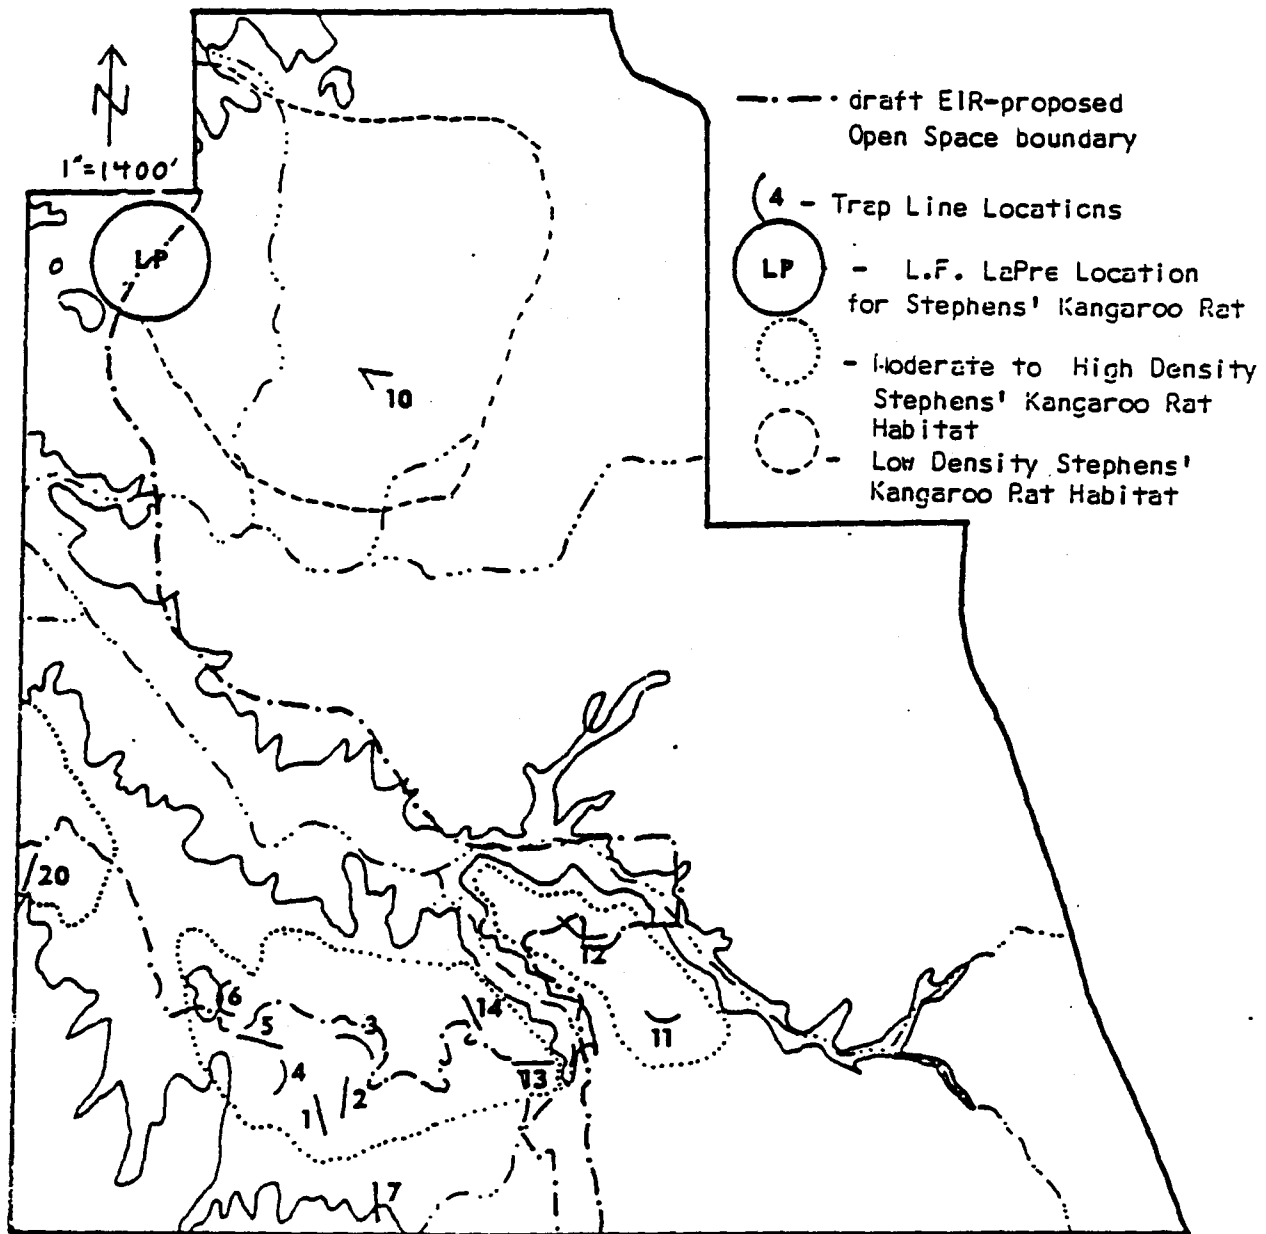 N
1"=1400'
draft EIR-proposed
Open Space boundary
4 - Trap Line Locations
LP - L.F. LaPre Location
for Stephens' Kangaroo Rat
- Moderate to High Density
Stephens' Kangaroo Rat
Habitat
- Low Density Stephens'
Kangaroo Rat Habitat
LP
10
20
12
6
14
5
3
11
4
13
2
1
7